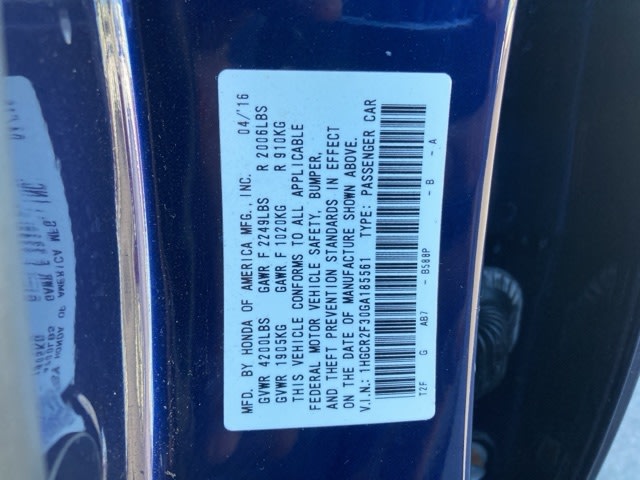 MFD. BY HONDA OF AMERICA MFG., INC. 04/'16
GVWR 4200LBS GAWR F 2249LBS R 2006LBS
GVWR 1905KG GAWR F 1020KG R 910KG
THIS VEHICLE CONFORMS TO ALL APPLICABLE
FEDERAL MOTOR VEHICLE SAFETY, BUMPER,
AND THEFT PREVENTION STANDARDS IN EFFECT
ON THE DATE OF MANUFACTURE SHOWN ABOVE.
V.I.N.: 1HGCR2F30GA185561 TYPE: PASSENGER CAR
T2F G AB7 - B588P - B - A